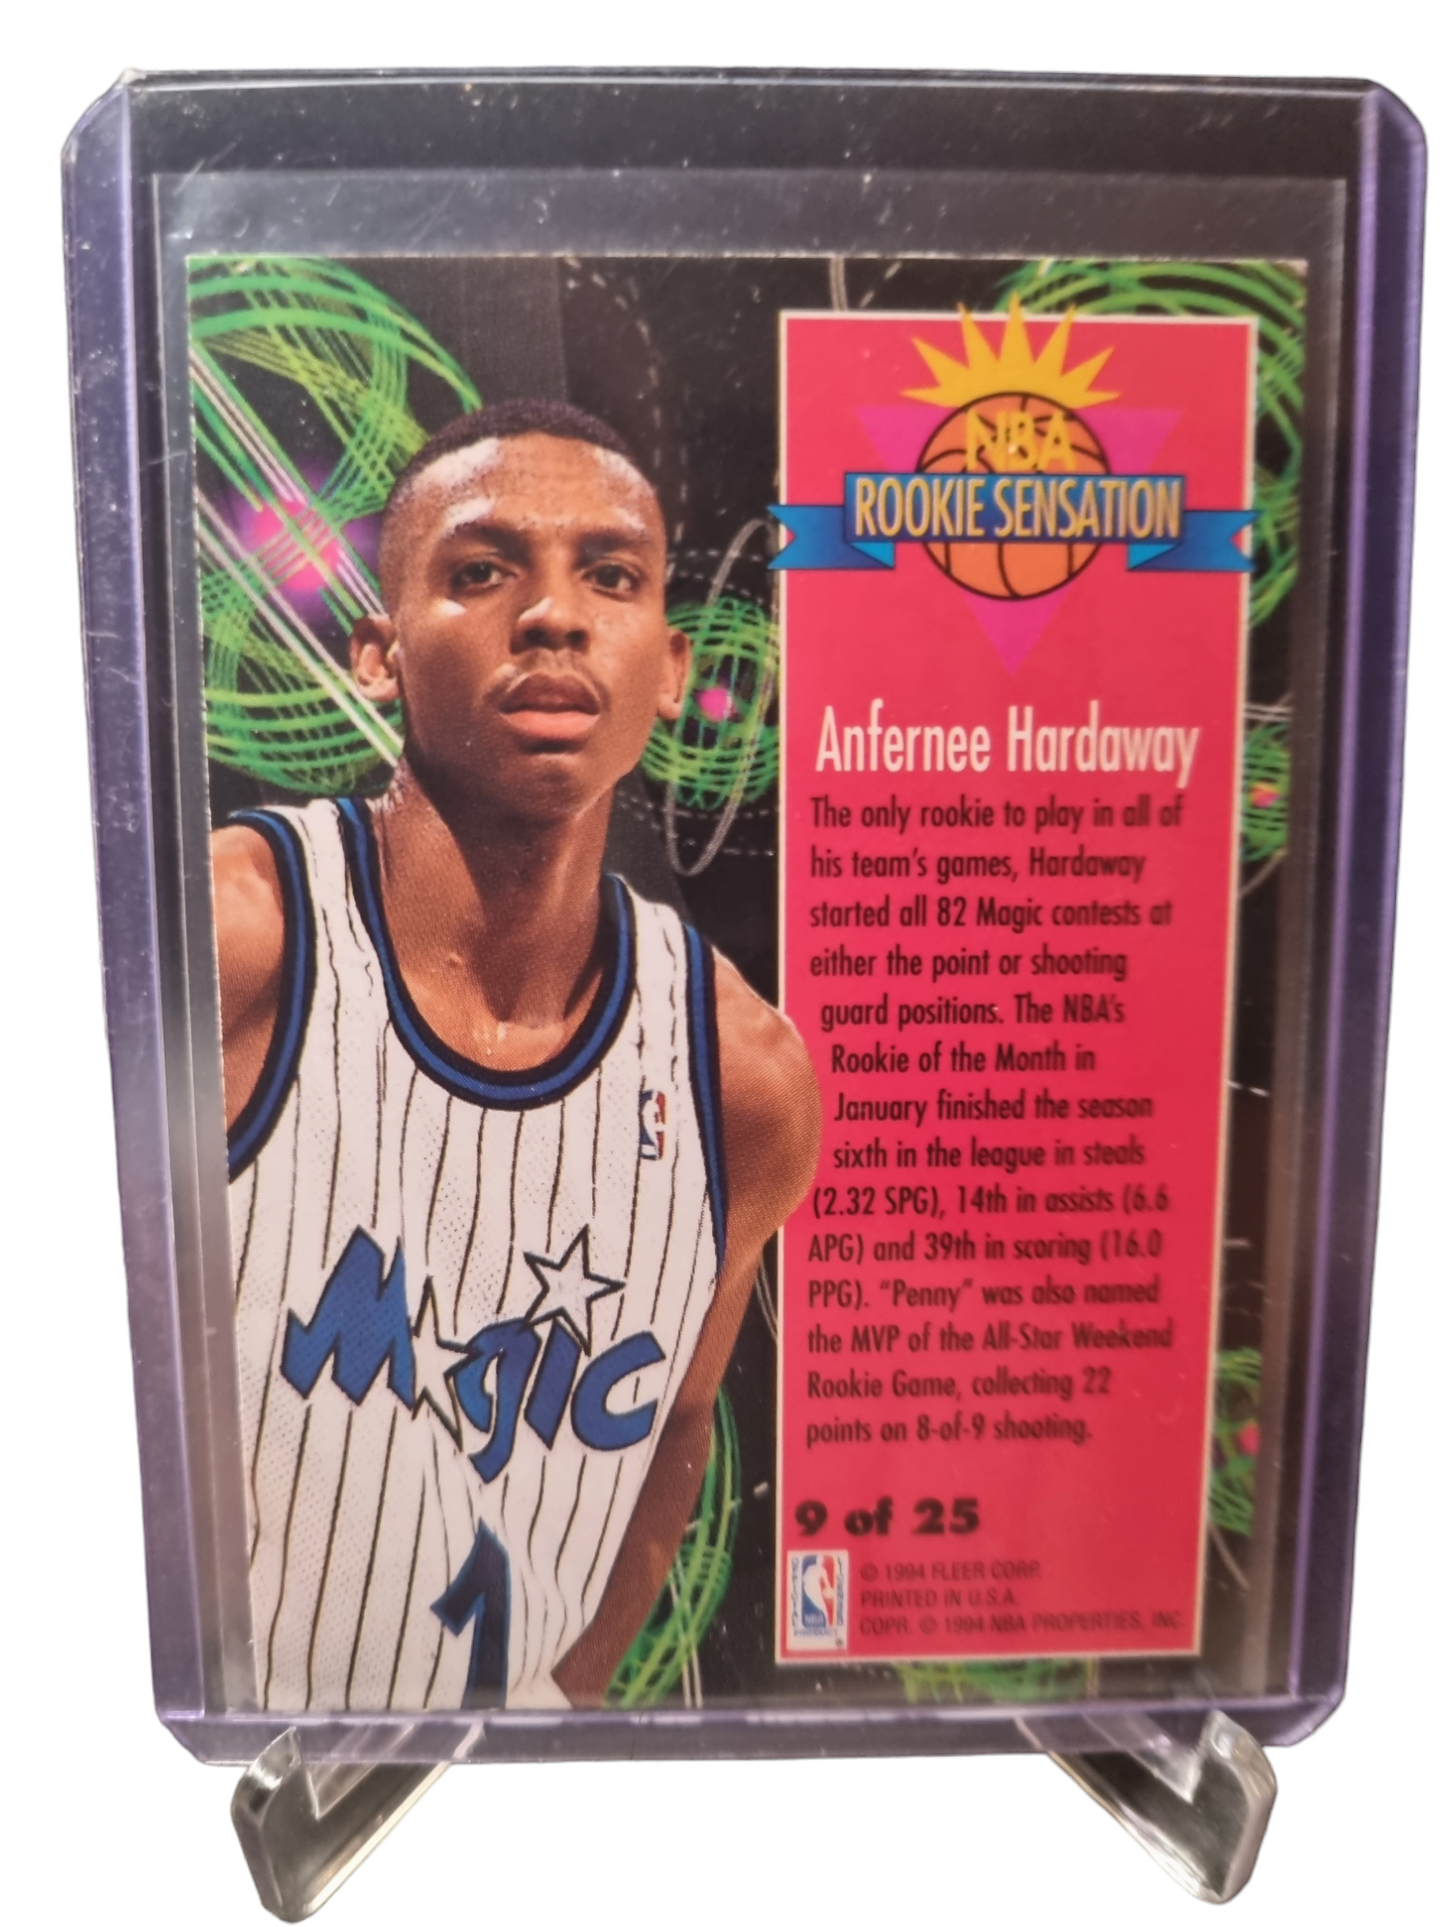 NBA
ROOKIE SENSATION
Anfernee Hardaway
The only rookie to play in all of
his team's games, Hardaway
started all 82 Magic contests at
either the point or shooting
guard positions. The NBA's
Rookie of the Month in
January finished the season
sixth in the league in steals
(2.32 SPG), 14th in assists (6.6
APG) and 39th in scoring (16.0
PPG). "Penny" was also named
the MVP of the All-Star Weekend
Rookie Game, collecting 22
points on 8-of-9 shooting.
9 of 25
© 1994 FLEER CORP.
PRINTED IN U.S.A.
COPR. © 1994 NBA PROPERTIES, INC.
NBA
PRODUCT
Magic
1